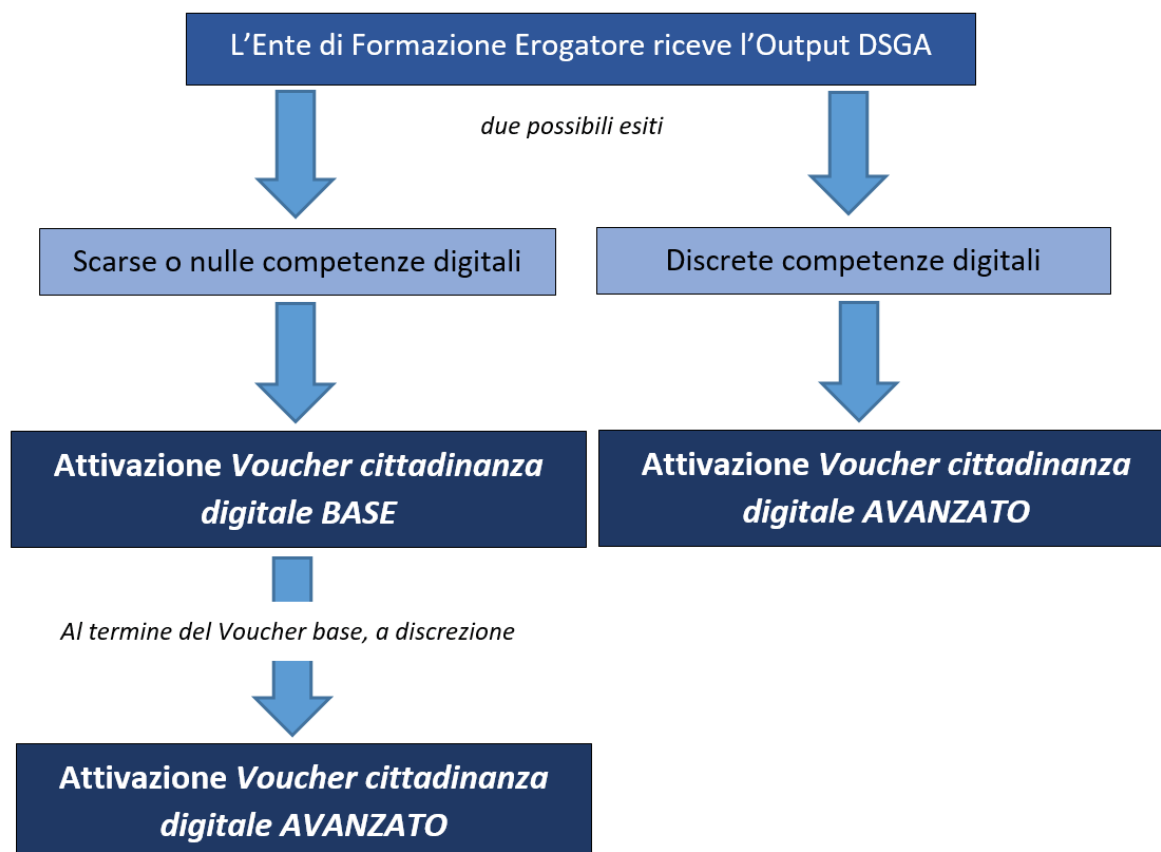 L’Ente di Formazione Erogatore riceve l’Output DSGA
due possibili esiti
Scarse o nulle competenze digitali
Discrete competenze digitali
Attivazione Voucher cittadinanza
digitale BASE
Attivazione Voucher cittadinanza
digitale AVANZATO
Al termine del Voucher base, a discrezione
Attivazione Voucher cittadinanza
digitale AVANZATO